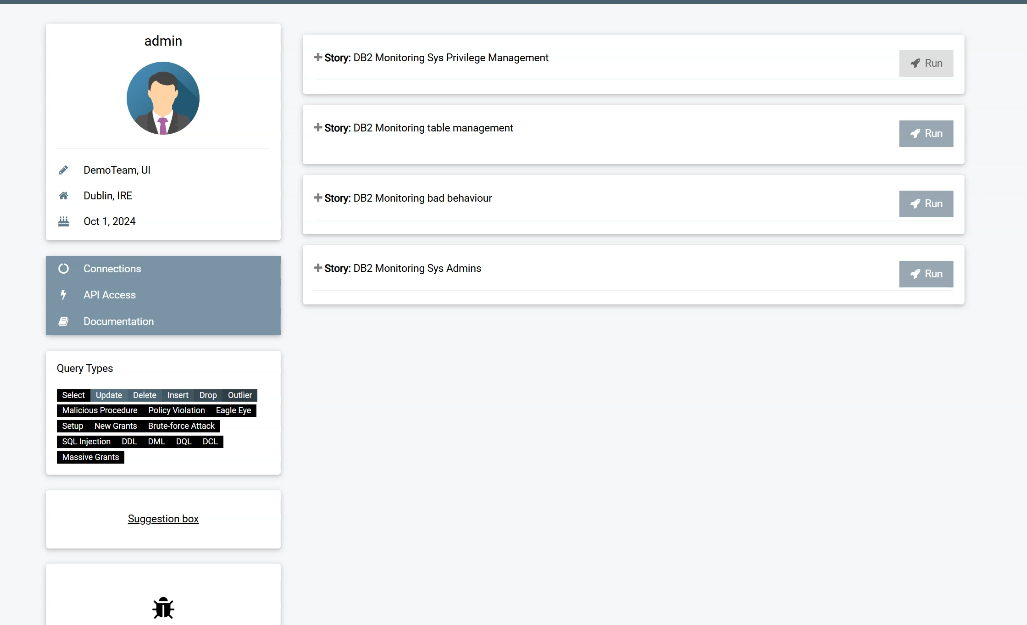 admin
DemoTeam, UI
Dublin, IRE
Oct 1, 2024
Connections
API Access
Documentation
Query Types
Select Update Delete Insert Drop Outlier
Malicious Procedure Policy Violation Eagle Eye
Setup New Grants Brute-force Attack
SQL Injection DDL DML DQL DCL
Massive Grants
Suggestion box
Story: DB2 Monitoring Sys Privilege Management
Run
Story: DB2 Monitoring table management
Run
Story: DB2 Monitoring bad behaviour
Run
Story: DB2 Monitoring Sys Admins
Run